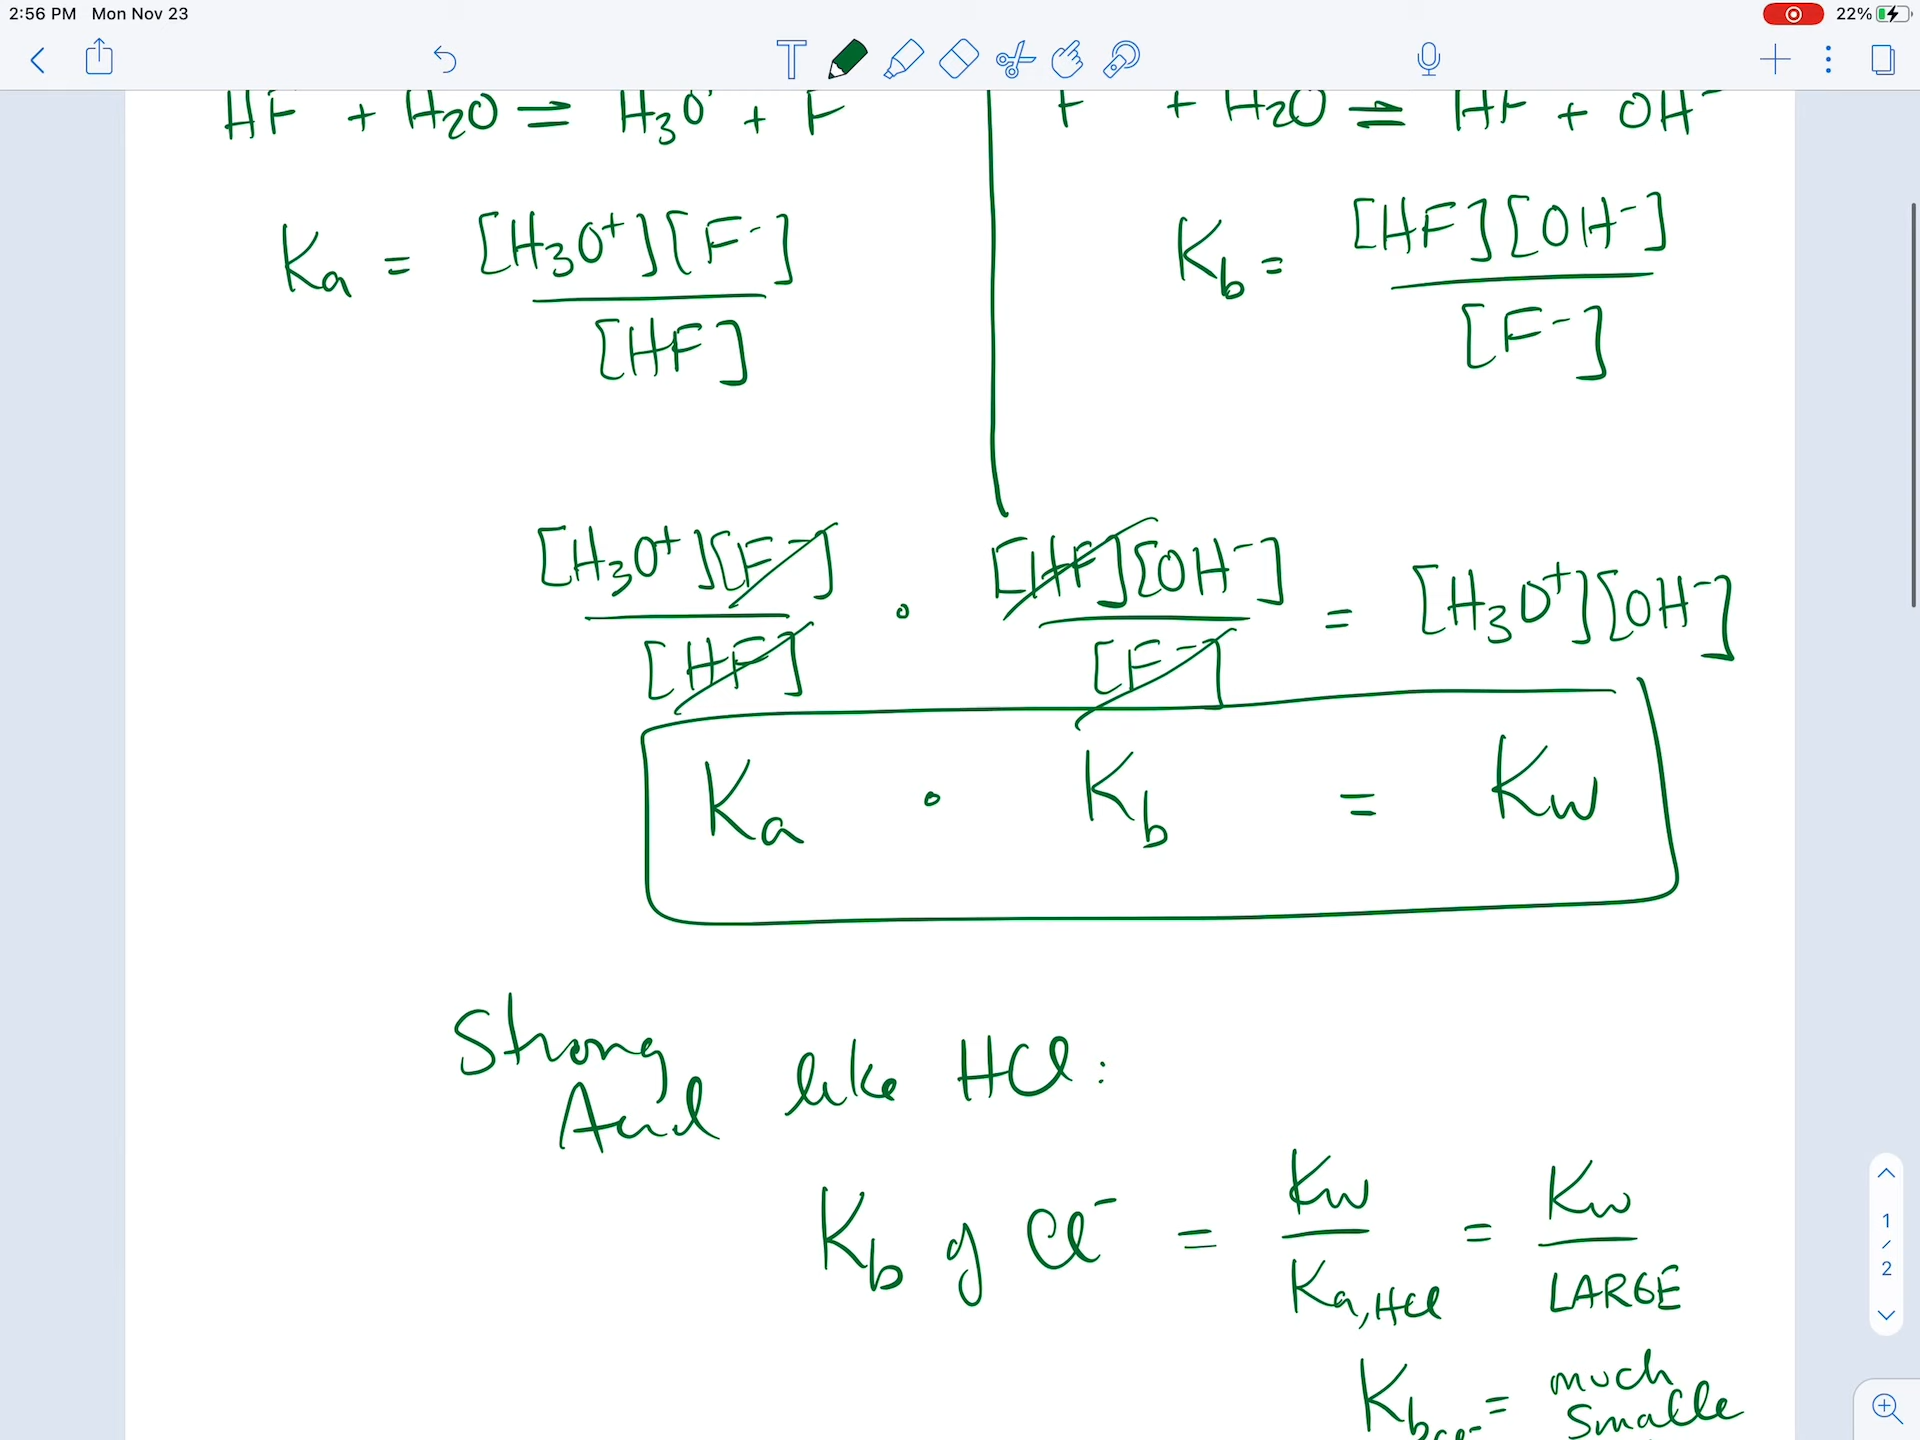 2:56 PM Mon Nov 23
22%
T
HF + H2O ⇌ H3O+ + F
F + H2O ⇌ HF + OH-
Ka = [H3O+][F-]
[HF]
Kb = [HF][OH-]
[F-]
[H3O+][F-] · [HF][OH-] = [H3O+][OH-]
[HF] [F-]
Ka · Kb = Kw
Strong
Acid like HCl:
Kb of Cl- = Kw = Kw
Ka,HCl LARGE
1
/
2
Kb,Cl- = much